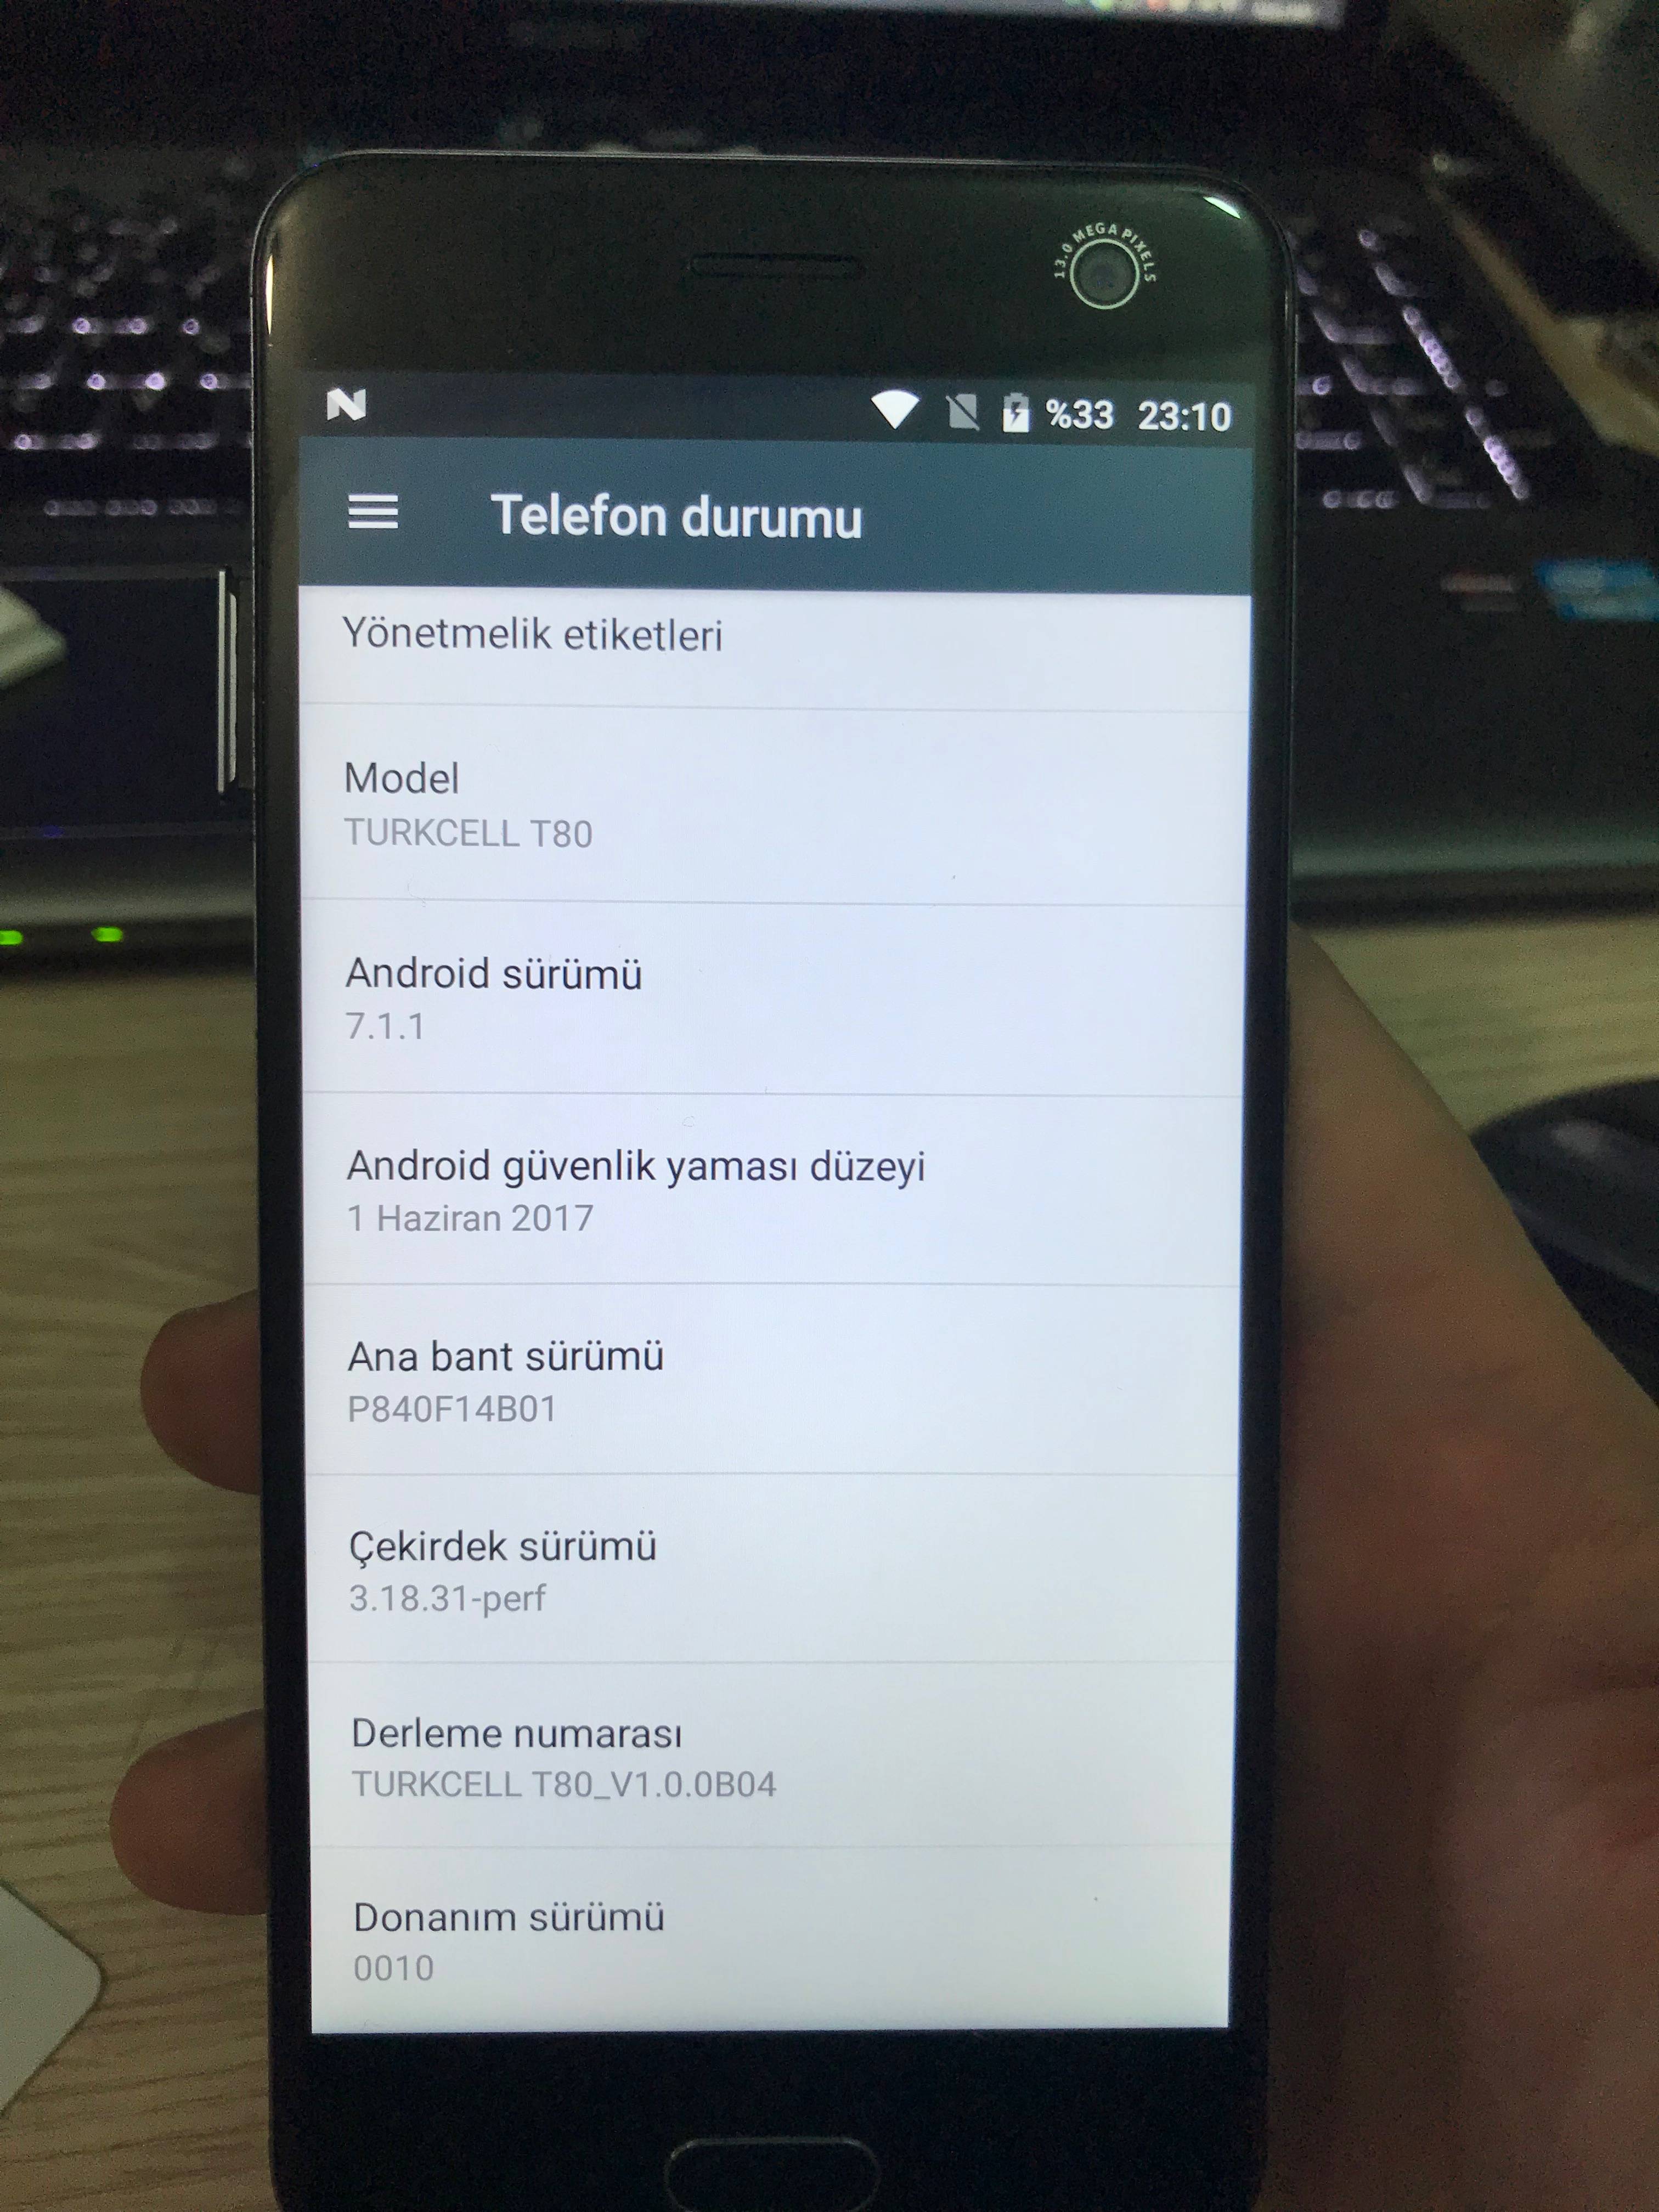 13.0 MEGA PIXELS
%33 23:10
Telefon durumu
Yönetmelik etiketleri
Model
TURKCELL T80
Android sürümü
7.1.1
Android güvenlik yaması düzeyi
1 Haziran 2017
Ana bant sürümü
P840F14B01
Çekirdek sürümü
3.18.31-perf
Derleme numarası
TURKCELL T80_V1.0.0B04
Donanım sürümü
0010